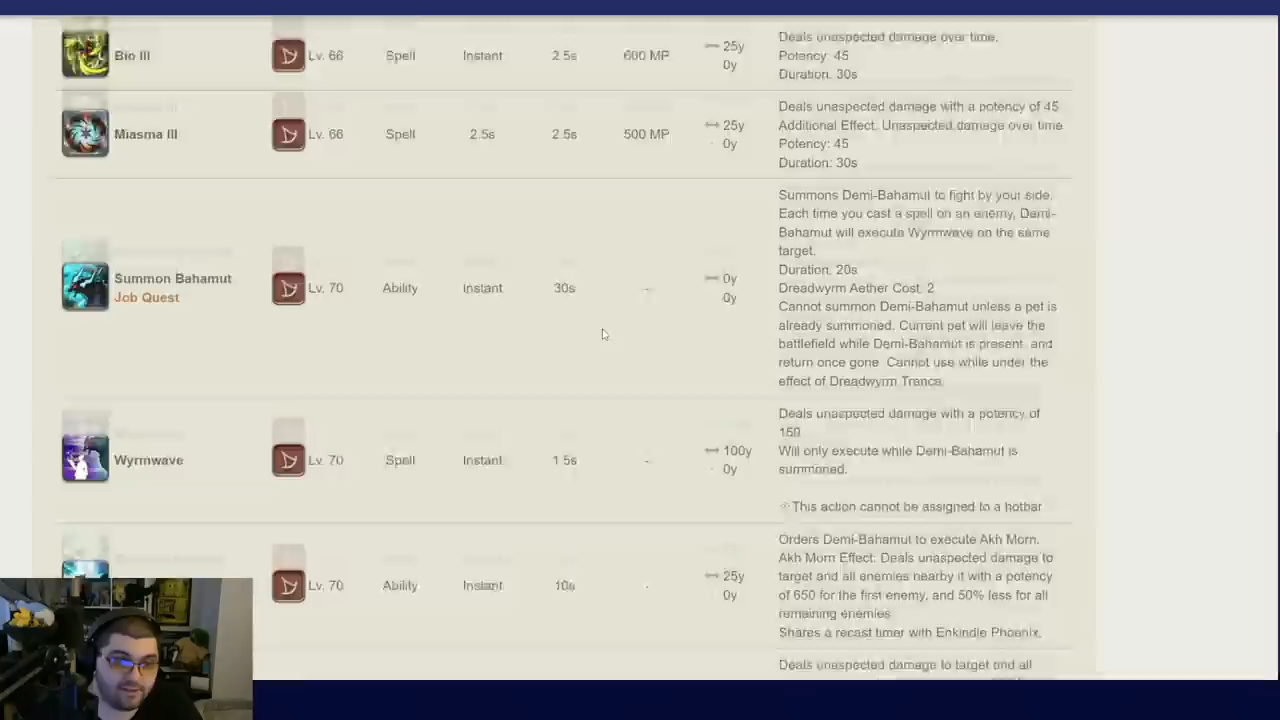 Bio III
Lv. 66
Spell
Instant
2.5s
600 MP
25y
0y
Deals unaspected damage over time.
Potency: 45
Duration: 30s
Miasma III
Lv. 66
Spell
2.5s
2.5s
500 MP
25y
0y
Deals unaspected damage with a potency of 45
Additional Effect: Unaspected damage over time
Potency: 45
Duration: 30s
Summon Bahamut
Job Quest
Lv. 70
Ability
Instant
30s
-
0y
0y
Summons Demi-Bahamut to fight by your side.
Each time you cast a spell on an enemy, Demi-
Bahamut will execute Wyrmwave on the same
target.
Duration: 20s
Dreadwyrm Aether Cost: 2
Cannot summon Demi-Bahamut unless a pet is
already summoned. Current pet will leave the
battlefield while Demi-Bahamut is present, and
return once gone. Cannot use while under the
effect of Dreadwyrm Trance.
Wyrmwave
Lv. 70
Spell
Instant
1.5s
-
100y
0y
Deals unaspected damage with a potency of
150
Will only execute while Demi-Bahamut is
summoned.
※This action cannot be assigned to a hotbar
Lv. 70
Ability
Instant
10s
-
25y
0y
Orders Demi-Bahamut to execute Akh Morn.
Akh Morn Effect: Deals unaspected damage to
target and all enemies nearby it with a potency
of 650 for the first enemy, and 50% less for all
remaining enemies
Shares a recast timer with Enkindle Phoenix.
Deals unaspected damage to target and all